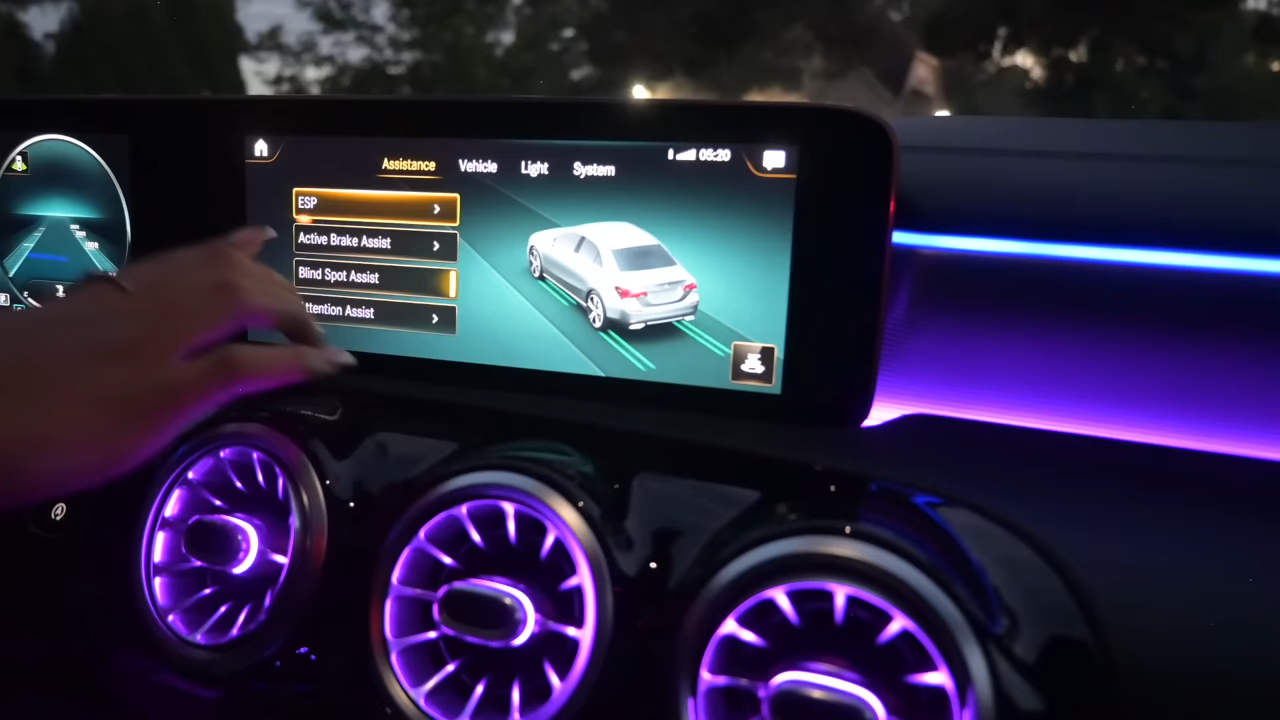 Assistance Vehicle Light System 05:20
ESP
Active Brake Assist
Blind Spot Assist
ttention Assist